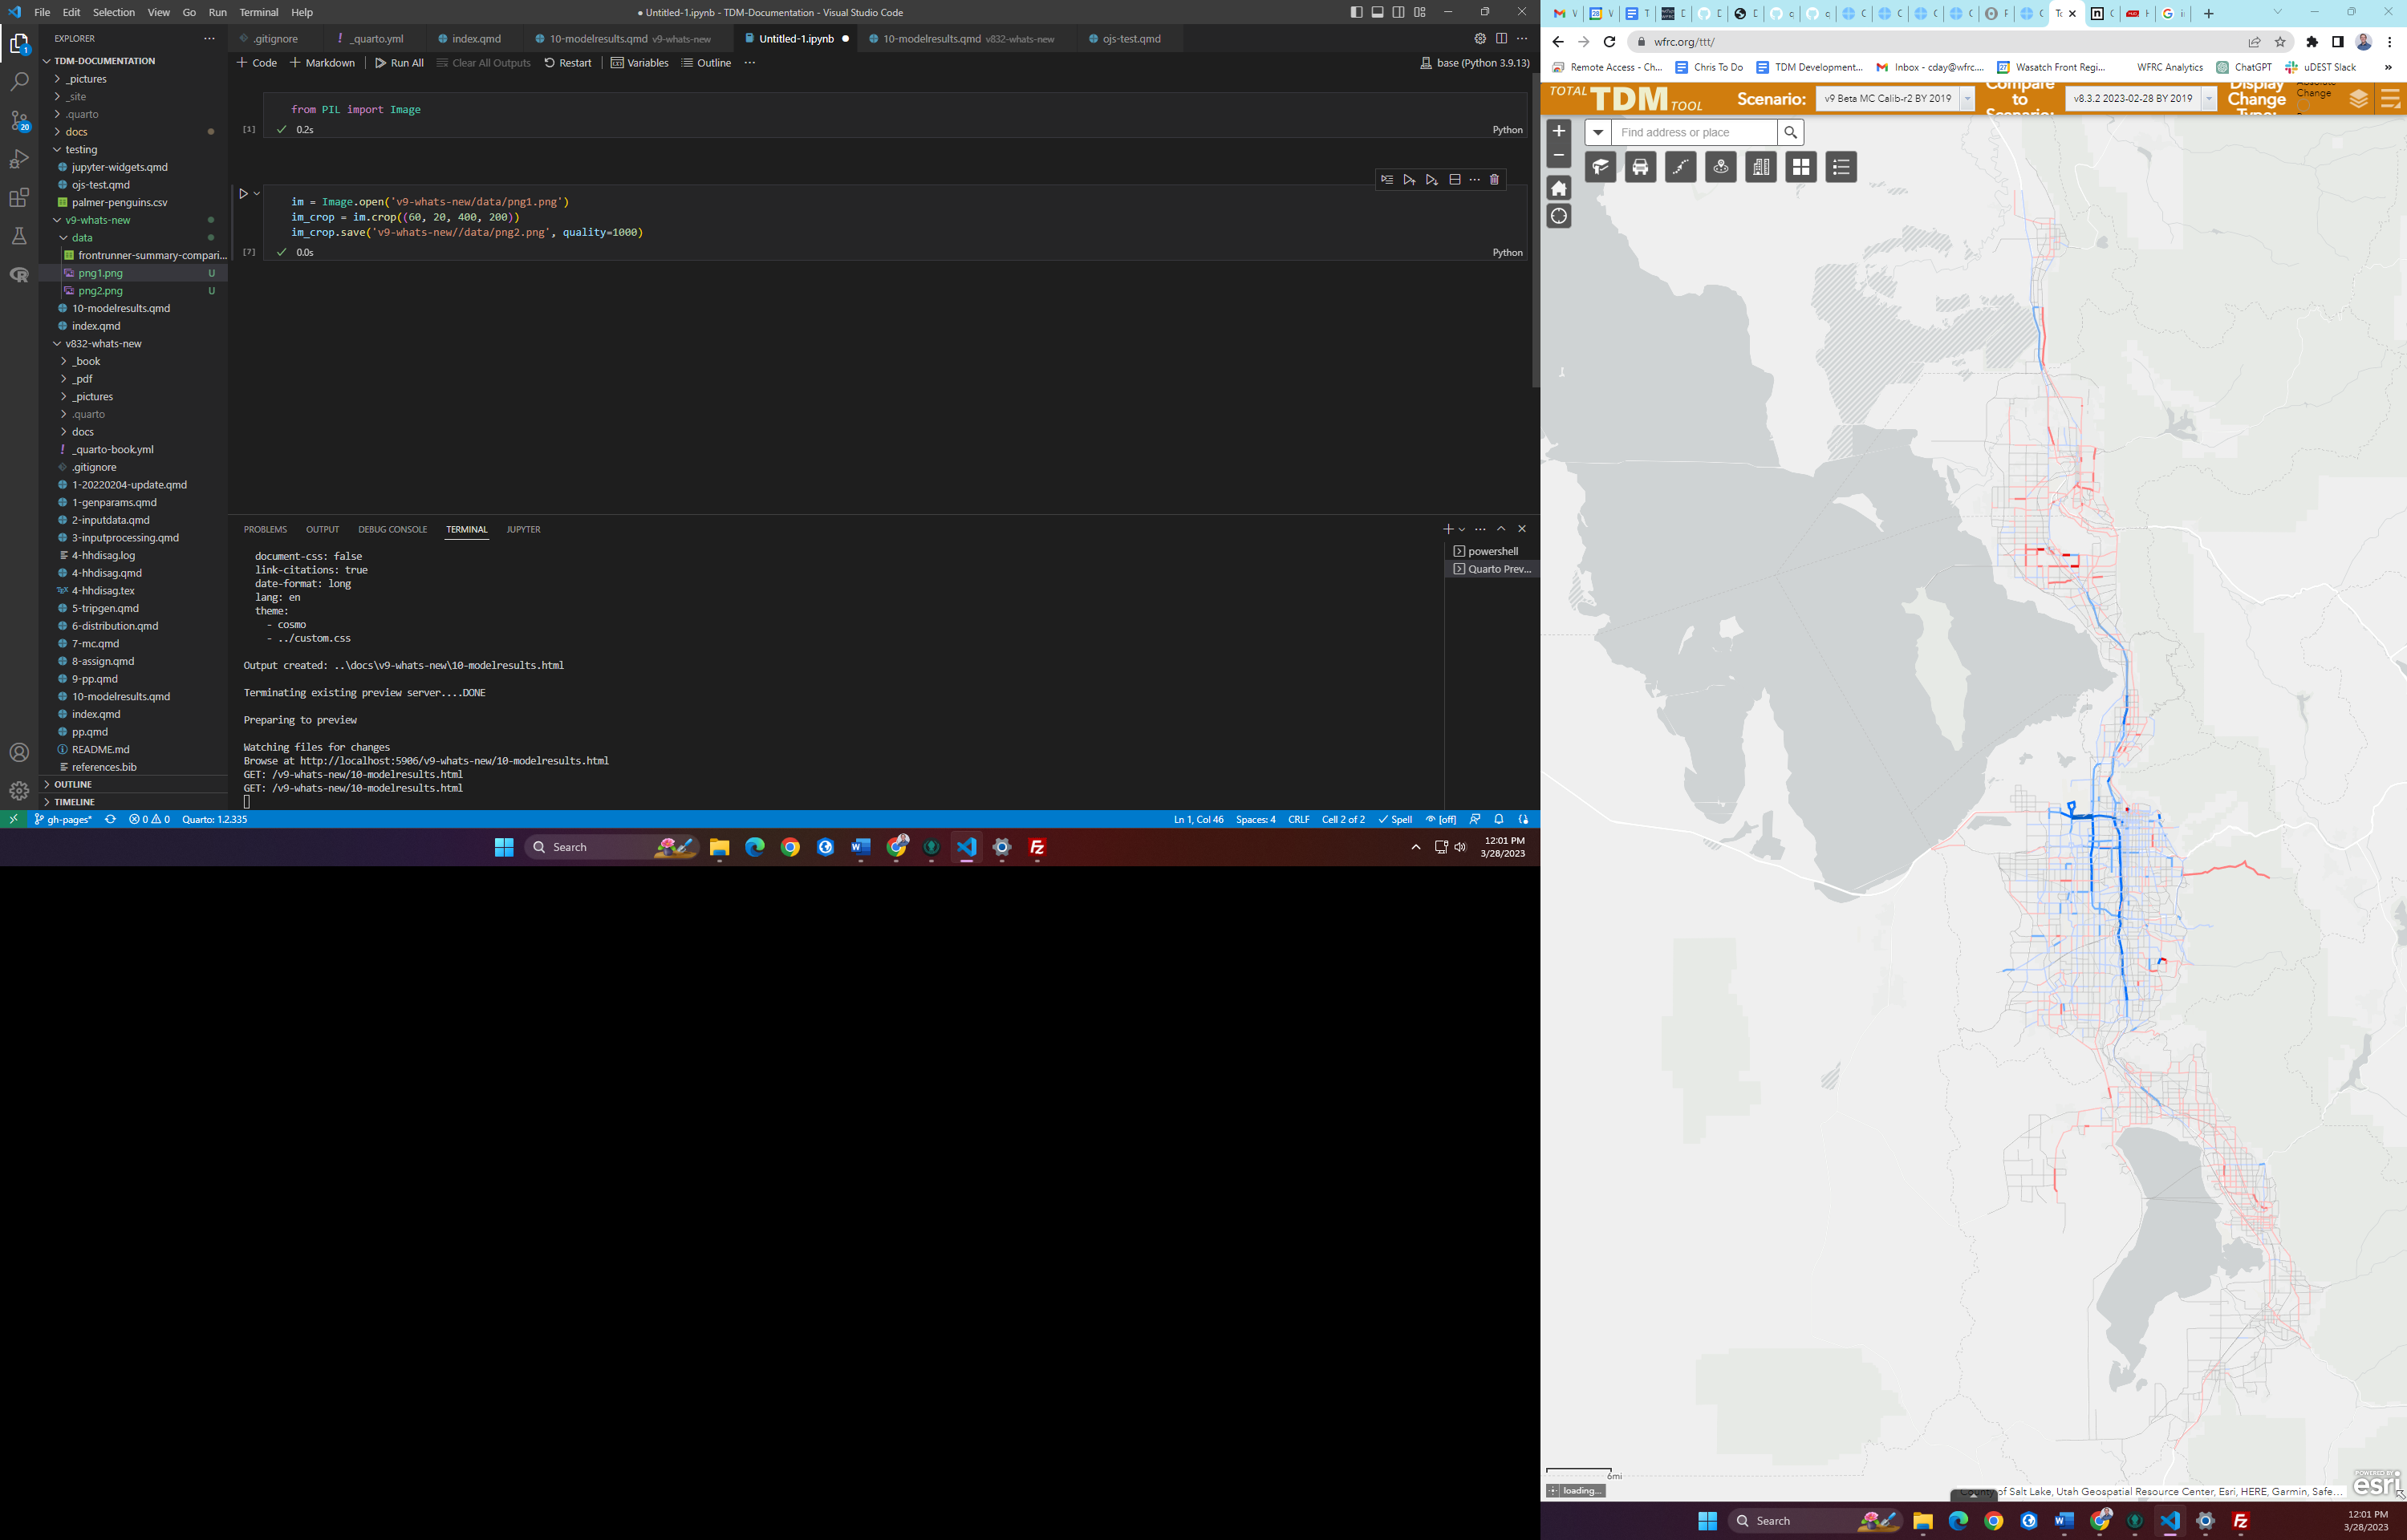 File Edit Selection View Go Run Terminal Help
● Untitled-1.ipynb - TDM-Documentation - Visual Studio Code
EXPLORER
TDM-DOCUMENTATION
_pictures
_site
.quarto
docs
testing
jupyter-widgets.qmd
ojs-test.qmd
palmer-penguins.csv
v9-whats-new
data
frontrunner-summary-compari...
png1.png U
png2.png U
10-modelresults.qmd
index.qmd
v832-whats-new
_book
_pdf
_pictures
.quarto
docs
_quarto-book.yml
.gitignore
1-20220204-update.qmd
1-genparams.qmd
2-inputdata.qmd
3-inputprocessing.qmd
4-hhdisag.log
4-hhdisag.qmd
4-hhdisag.tex
5-tripgen.qmd
6-distribution.qmd
7-mc.qmd
8-assign.qmd
9-pp.qmd
10-modelresults.qmd
index.qmd
pp.qmd
README.md
references.bib
OUTLINE
TIMELINE
.gitignore
_quarto.yml
index.qmd
10-modelresults.qmd v9-whats-new
Untitled-1.ipynb
10-modelresults.qmd v832-whats-new
ojs-test.qmd
+ Code + Markdown Run All Clear All Outputs Restart Variables Outline ...
base (Python 3.9.13)
from PIL import Image
[1] 0.2s Python
im = Image.open('v9-whats-new/data/png1.png')
im_crop = im.crop((60, 20, 400, 200))
im_crop.save('v9-whats-new//data/png2.png', quality=1000)
[7] 0.0s Python
PROBLEMS OUTPUT DEBUG CONSOLE TERMINAL JUPYTER
powershell
Quarto Prev...
document-css: false
link-citations: true
date-format: long
lang: en
theme:
- cosmo
- ../custom.css
Output created: ..\docs\v9-whats-new\10-modelresults.html
Terminating existing preview server....DONE
Preparing to preview
Watching files for changes
Browse at http://localhost:5906/v9-whats-new/10-modelresults.html
GET: /v9-whats-new/10-modelresults.html
GET: /v9-whats-new/10-modelresults.html
gh-pages* 0 0 Quarto: 1.2.335
Ln 1, Col 46 Spaces: 4 CRLF Cell 2 of 2 Spell [off]
Search
12:01 PM
3/28/2023
wfrc.org/ttt/
Remote Access - Ch... Chris To Do TDM Development... Inbox - cday@wfrc.... Wasatch Front Regi... WFRC Analytics ChatGPT uDEST Slack »
TOTAL TDM TOOL
Scenario: v9 Beta MC Calib-r2 BY 2019
Compare to v8.3.2 2023-02-28 BY 2019
Display Change
Change
Find address or place
6mi
loading...
County of Salt Lake, Utah Geospatial Resource Center, Esri, HERE, Garmin, Safe...
POWERED BY
esri
Search
12:01 PM
3/28/2023